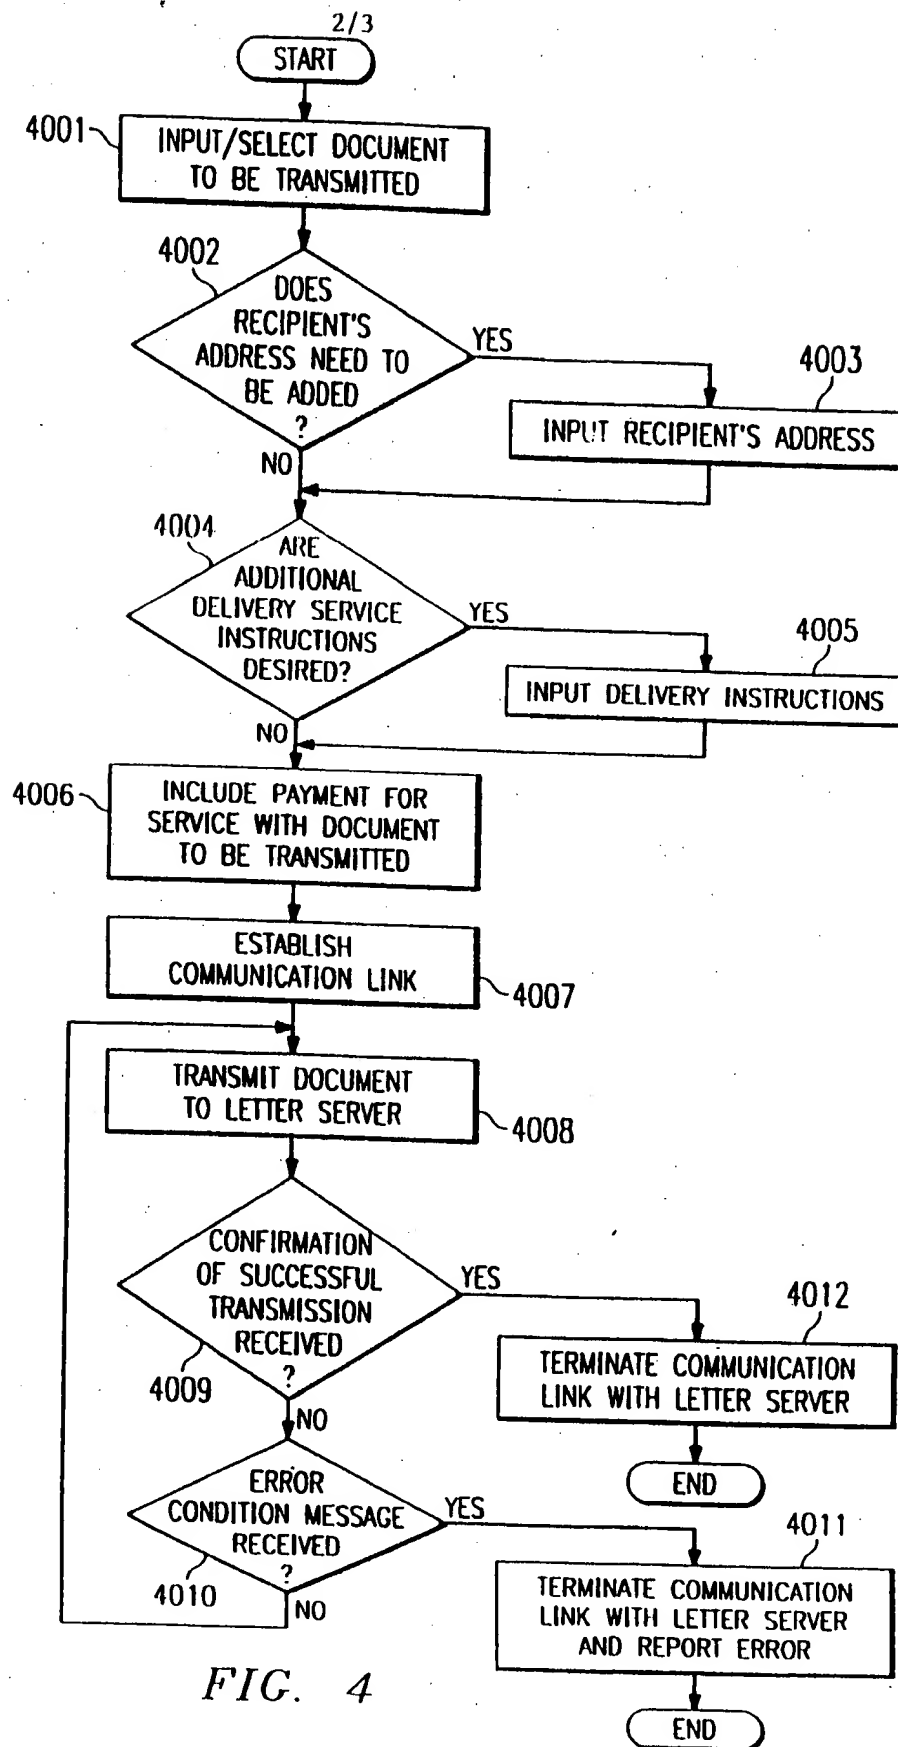 2/3
START
4001
INPUT/SELECT DOCUMENT
TO BE TRANSMITTED
4002
DOES
RECIPIENT'S
ADDRESS NEED TO
BE ADDED
?
YES
NO
4003
INPUT RECIPIENT'S ADDRESS
4004
ARE
ADDITIONAL
DELIVERY SERVICE
INSTRUCTIONS
DESIRED?
YES
NO
4005
INPUT DELIVERY INSTRUCTIONS
4006
INCLUDE PAYMENT FOR
SERVICE WITH DOCUMENT
TO BE TRANSMITTED
ESTABLISH
COMMUNICATION LINK
4007
TRANSMIT DOCUMENT
TO LETTER SERVER
4008
CONFIRMATION
OF SUCCESSFUL
TRANSMISSION
RECEIVED
?
4009
YES
NO
4012
TERMINATE COMMUNICATION
LINK WITH LETTER SERVER
END
ERROR
CONDITION MESSAGE
RECEIVED
?
4010
YES
NO
4011
TERMINATE COMMUNICATION
LINK WITH LETTER SERVER
AND REPORT ERROR
END
FIG. 4